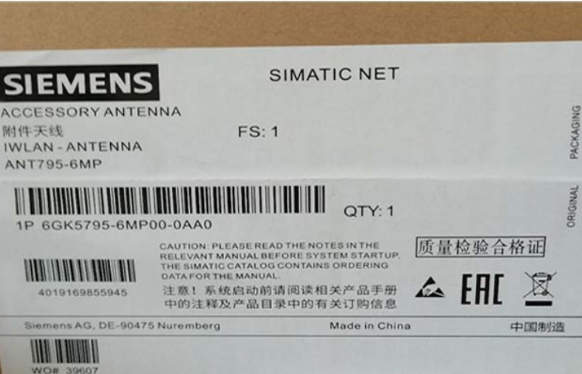 SIEMENS
SIMATIC NET
ACCESSORY ANTENNA
附件天线
FS: 1
IWLAN - ANTENNA
ANT795-6MP
ORIGINAL PACKAGING
1P 6GK5795-6MP00-0AA0
QTY: 1
CAUTION: PLEASE READ THE NOTES IN THE
RELEVANT MANUAL BEFORE SYSTEM STARTUP.
THE SIMATIC CATALOG CONTAINS ORDERING
DATA FOR THE MANUAL.
质量检验合格证
4019169855945
注意！系统启动前请阅读相关产品手册
中的注释及产品目录中的有关订购信息
EAC
Siemens AG, DE-90475 Nuremberg
Made in China
中国制造
WO# 39607